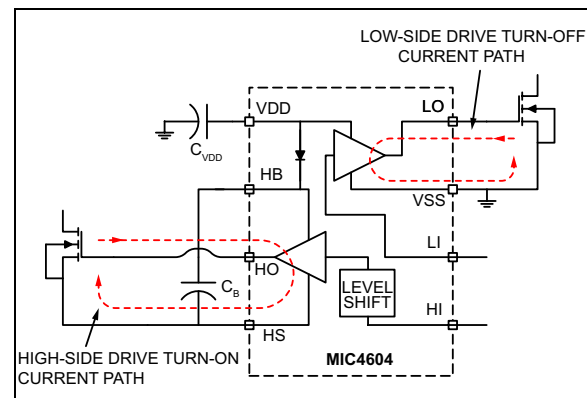 LOW-SIDE DRIVE TURN-OFF
CURRENT PATH
LO
VDD
CVDD
HB
VSS
HO
LI
CB
LEVEL
SHIFT
HI
HS
HIGH-SIDE DRIVE TURN-ON
CURRENT PATH
MIC4604